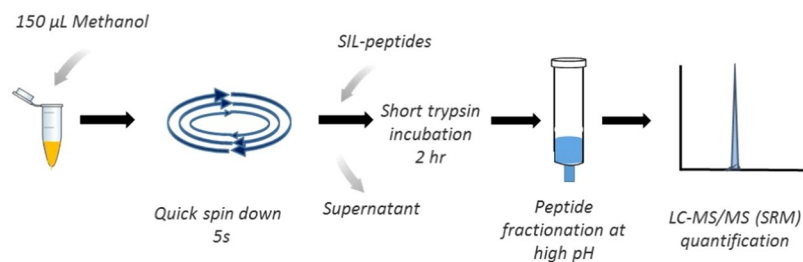 150 µL Methanol
SIL-peptides
Short trypsin
incubation
2 hr
Quick spin down
5s
Supernatant
Peptide
fractionation at
high pH
LC-MS/MS (SRM)
quantification